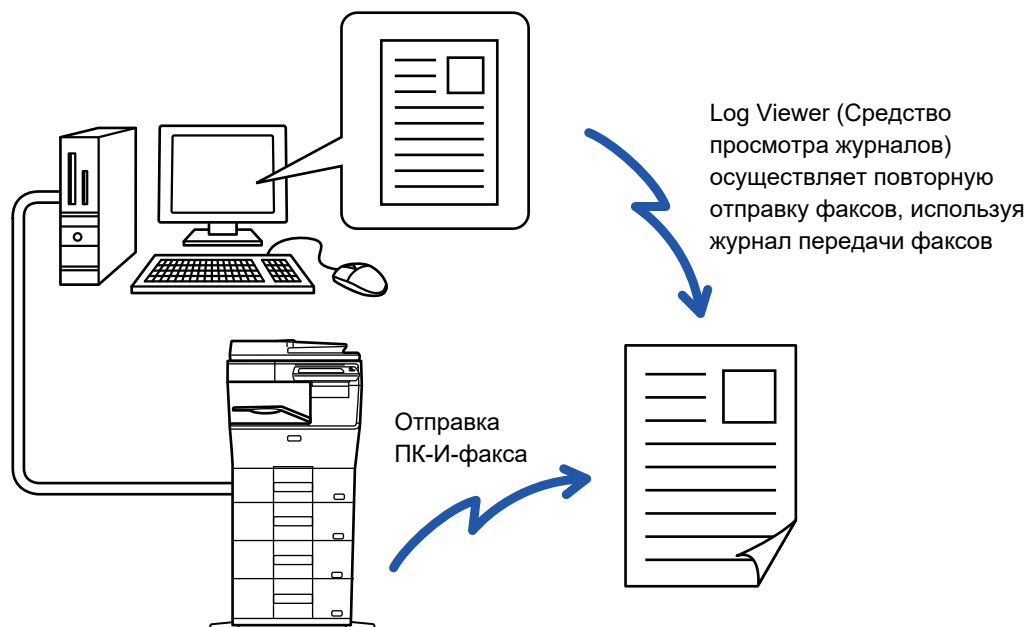 Log Viewer (Средство
просмотра журналов)
осуществляет повторную
отправку факсов, используя
журнал передачи факсов
Отправка
ПК-И-факса